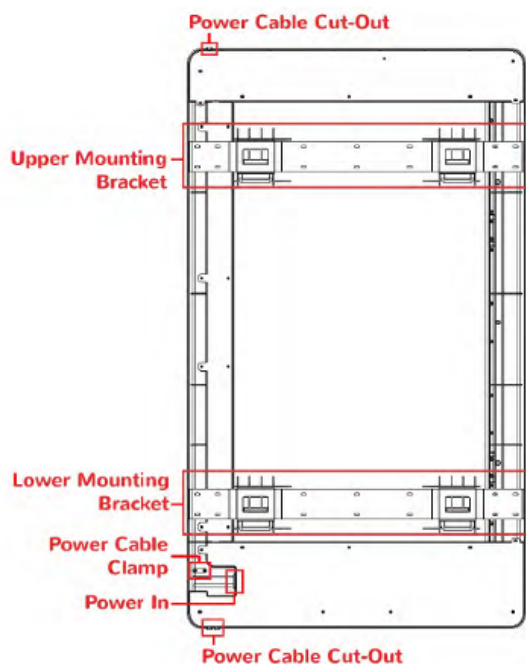 Power Cable Cut-Out
Upper Mounting
Bracket
Lower Mounting
Bracket
Power Cable
Clamp
Power In
Power Cable Cut-Out